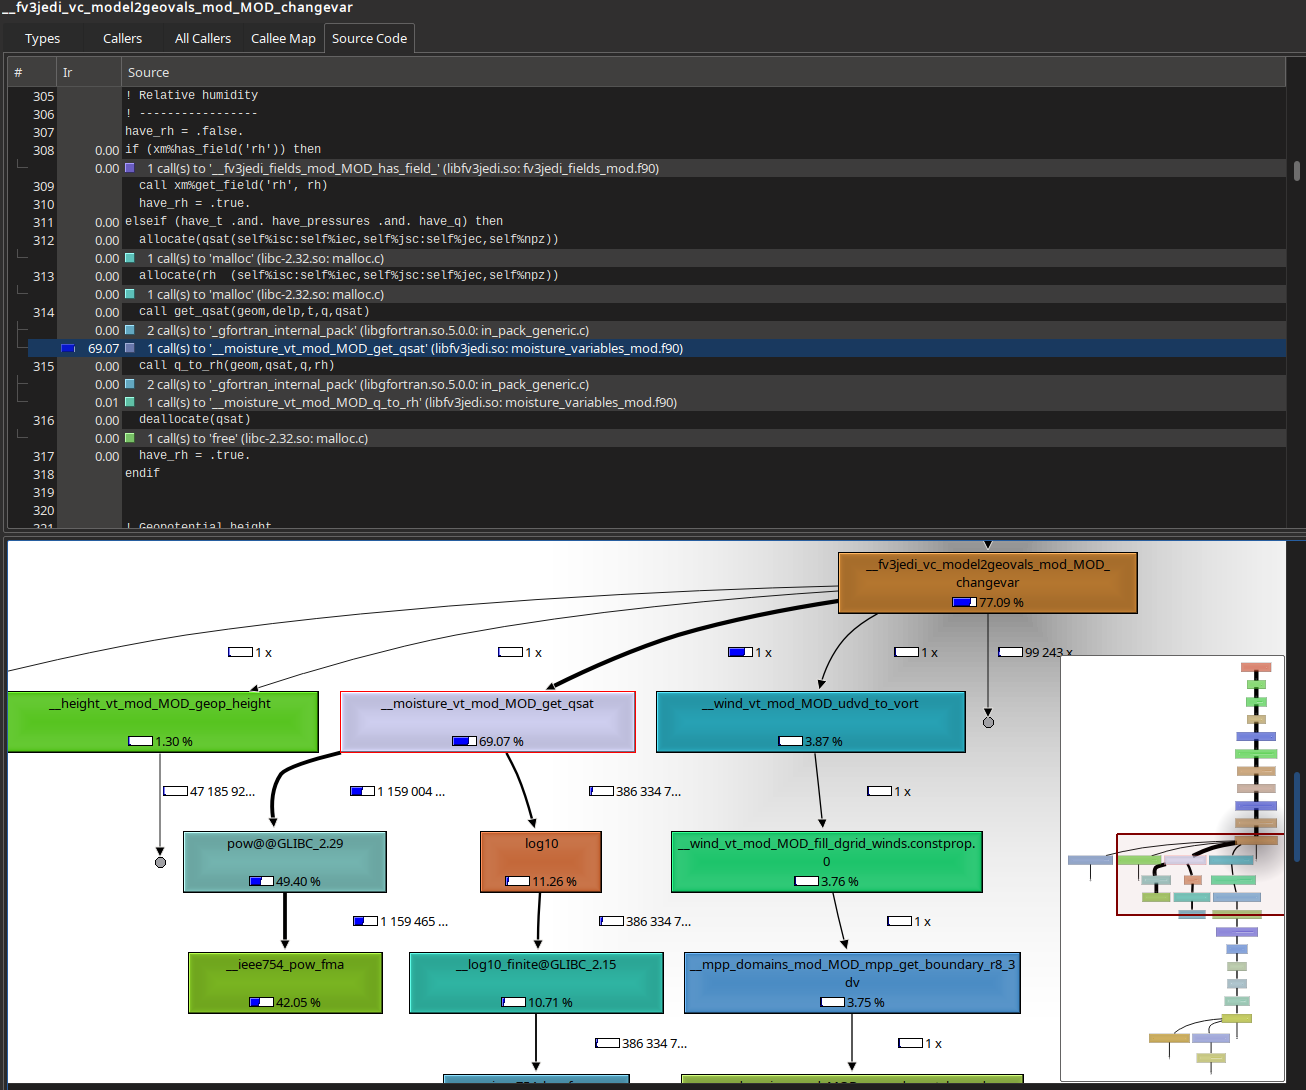 __fv3jedi_vc_model2geovals_mod_MOD_changevar
Types Callers All Callers Callee Map Source Code
# Ir Source
305 ! Relative humidity
306 ! -----------------
307 have_rh = .false.
308 0.00 if (xm%has_field('rh')) then
0.00 1 call(s) to '__fv3jedi_fields_mod_MOD_has_field_' (libfv3jedi.so: fv3jedi_fields_mod.f90)
309 call xm%get_field('rh', rh)
310 have_rh = .true.
311 0.00 elseif (have_t .and. have_pressures .and. have_q) then
312 0.00 allocate(qsat(self%isc:self%iec,self%jsc:self%jec,self%npz))
0.00 1 call(s) to 'malloc' (libc-2.32.so: malloc.c)
313 0.00 allocate(rh  (self%isc:self%iec,self%jsc:self%jec,self%npz))
0.00 1 call(s) to 'malloc' (libc-2.32.so: malloc.c)
314 0.00 call get_qsat(geom,delp,t,q,qsat)
0.00 2 call(s) to '_gfortran_internal_pack' (libgfortran.so.5.0.0: in_pack_generic.c)
69.07 1 call(s) to '__moisture_vt_mod_MOD_get_qsat' (libfv3jedi.so: moisture_variables_mod.f90)
315 0.00 call q_to_rh(geom,qsat,q,rh)
0.00 2 call(s) to '_gfortran_internal_pack' (libgfortran.so.5.0.0: in_pack_generic.c)
0.01 1 call(s) to '__moisture_vt_mod_MOD_q_to_rh' (libfv3jedi.so: moisture_variables_mod.f90)
316 0.00 deallocate(qsat)
0.00 1 call(s) to 'free' (libc-2.32.so: malloc.c)
317 0.00 have_rh = .true.
318 endif
319
320
321 ! Geopotential height
__fv3jedi_vc_model2geovals_mod_MOD_
changevar
77.09 %
1 x 1 x 1 x 1 x 99 243 x
__height_vt_mod_MOD_geop_height
1.30 %
__moisture_vt_mod_MOD_get_qsat
69.07 %
__wind_vt_mod_MOD_udvd_to_vort
3.87 %
47 185 92... 1 159 004 ... 386 334 7... 1 x
pow@@GLIBC_2.29
49.40 %
log10
11.26 %
__wind_vt_mod_MOD_fill_dgrid_winds.constprop.
0
3.76 %
1 159 465 ... 386 334 7... 1 x
__ieee754_pow_fma
42.05 %
__log10_finite@GLIBC_2.15
10.71 %
__mpp_domains_mod_MOD_mpp_get_boundary_r8_3
dv
3.75 %
386 334 7... 1 x